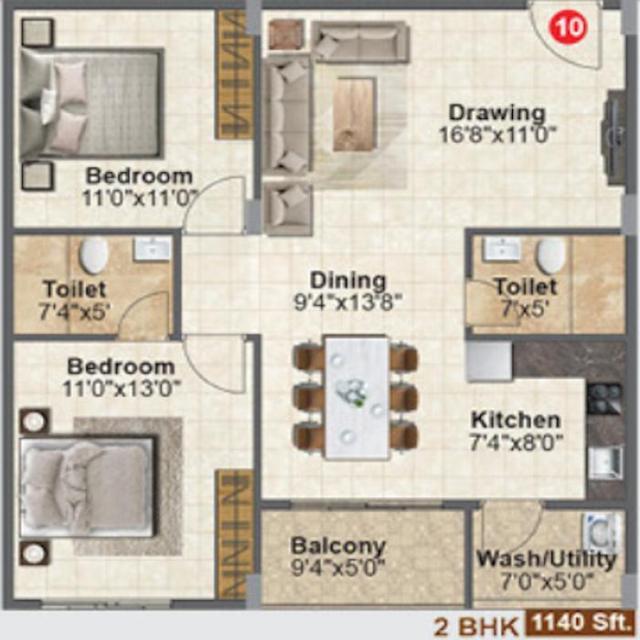 10
Drawing
16'8"x11'0"
Bedroom
11'0"x11'0"
Toilet
7'4"x5'
Dining
9'4"x13'8"
Toilet
7'x5'
Bedroom
11'0"x13'0"
Kitchen
7'4"x8'0"
Balcony
9'4"x5'0"
Wash/Utility
7'0"x5'0"
2 BHK 1140 Sft.